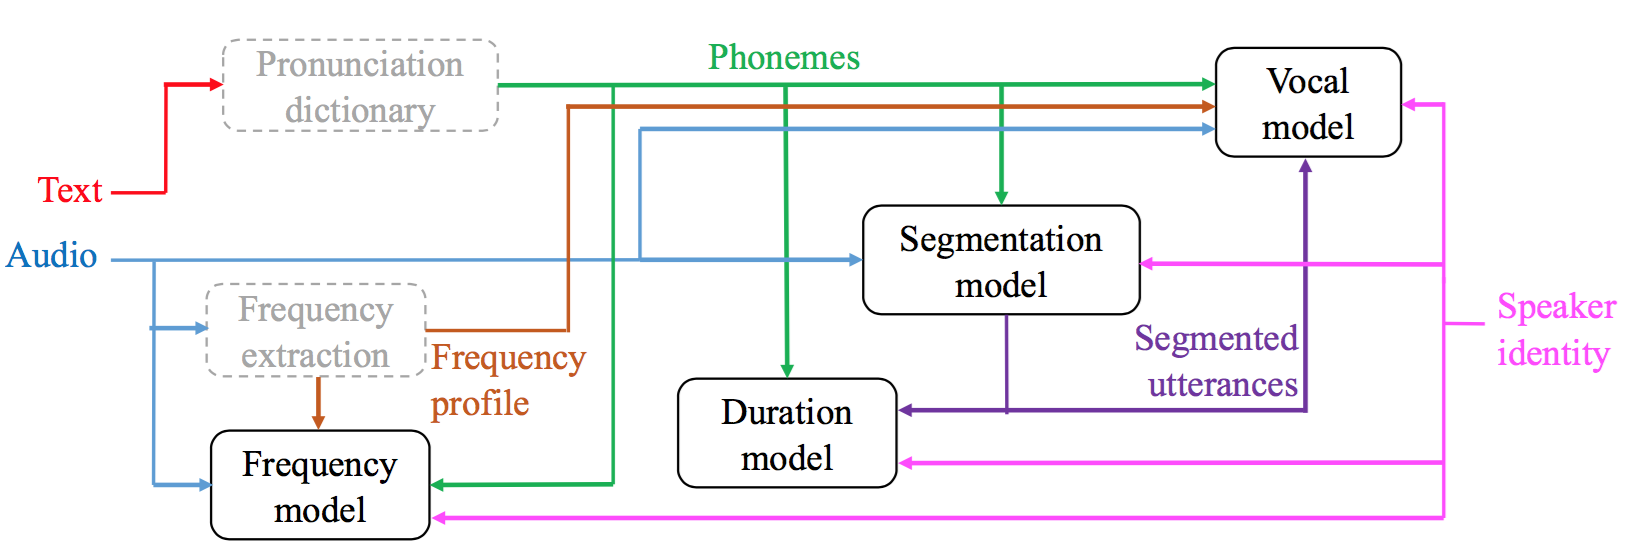 Pronunciation
dictionary
Phonemes
Vocal
model
Text
Audio
Segmentation
model
Frequency
extraction
Frequency
profile
Segmented
utterances
Speaker
identity
Duration
model
Frequency
model